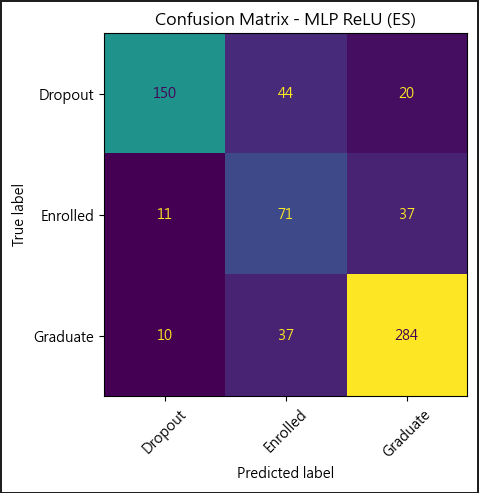 Confusion Matrix - MLP ReLU (ES)
True label
Dropout 150 44 20
Enrolled 11 71 37
Graduate 10 37 284
Dropout Enrolled Graduate
Predicted label